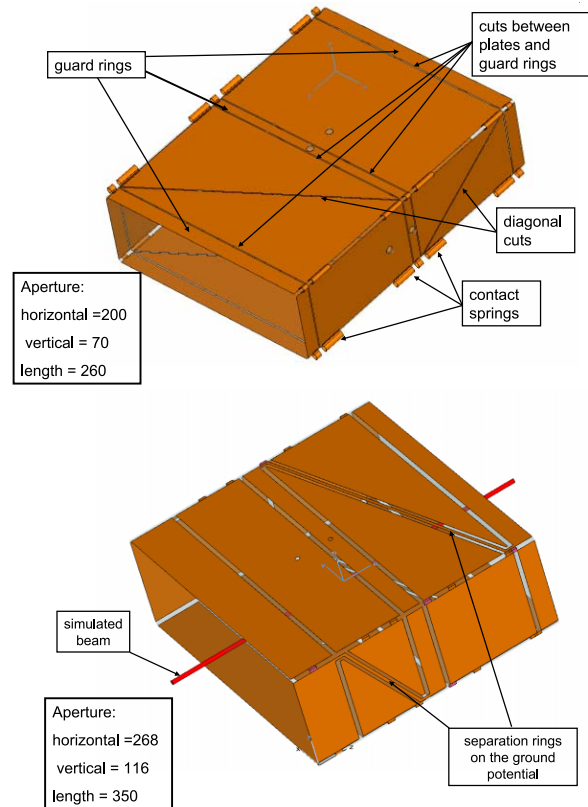 cuts between
plates and
guard rings
guard rings
diagonal
cuts
contact
springs
Aperture:
horizontal =200
vertical = 70
length = 260
simulated
beam
Aperture:
horizontal =268
vertical = 116
length = 350
separation rings
on the ground
potential